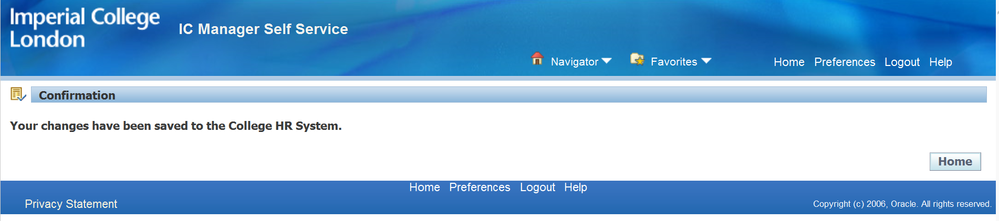 Imperial College
London
IC Manager Self Service
Navigator Favorites Home Preferences Logout Help
Confirmation
Your changes have been saved to the College HR System.
Home
Home Preferences Logout Help
Privacy Statement
Copyright (c) 2006, Oracle. All rights reserved.